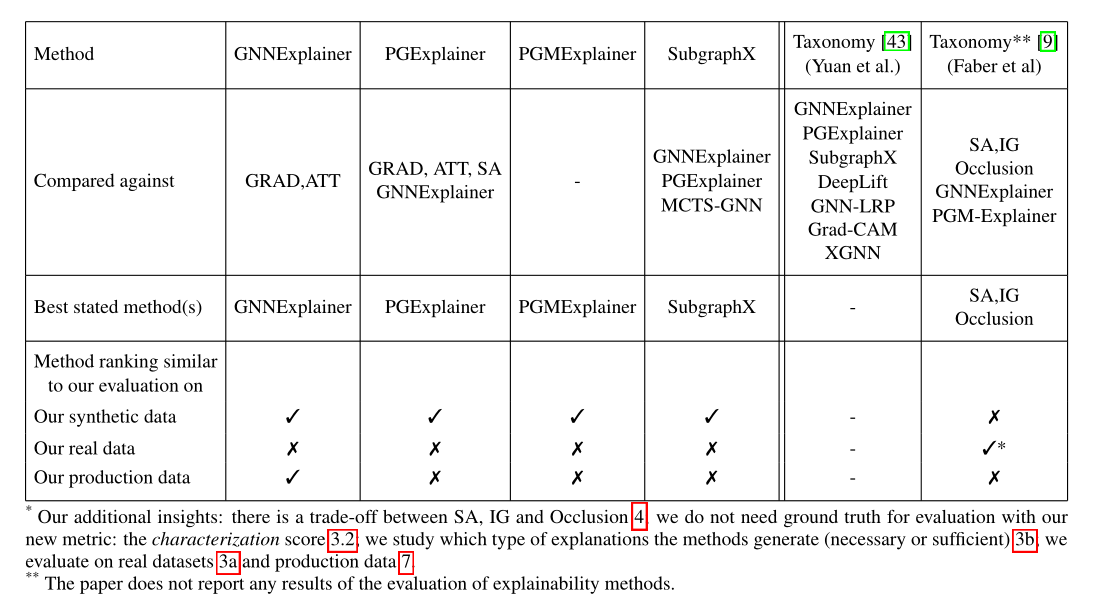 Method GNNExplainer PGExplainer PGMExplainer SubgraphX Taxonomy [43] (Yuan et al.) Taxonomy** [9] (Faber et al)
Compared against GRAD,ATT GRAD, ATT, SA GNNExplainer - GNNExplainer PGExplainer MCTS-GNN GNNExplainer PGExplainer SubgraphX DeepLift GNN-LRP Grad-CAM XGNN SA,IG Occlusion GNNExplainer PGM-Explainer
Best stated method(s) GNNExplainer PGExplainer PGMExplainer SubgraphX - SA,IG Occlusion
Method ranking similar
to our evaluation on
Our synthetic data ✓ ✓ ✓ ✓ - ✗
Our real data ✗ ✗ ✗ ✗ - ✓*
Our production data ✓ ✗ ✗ ✗ - ✗
* Our additional insights: there is a trade-off between SA, IG and Occlusion 4, we do not need ground truth for evaluation with our
new metric: the characterization score 3.2, we study which type of explanations the methods generate (necessary or sufficient) 3b, we
evaluate on real datasets 3a and production data 7.
** The paper does not report any results of the evaluation of explainability methods.